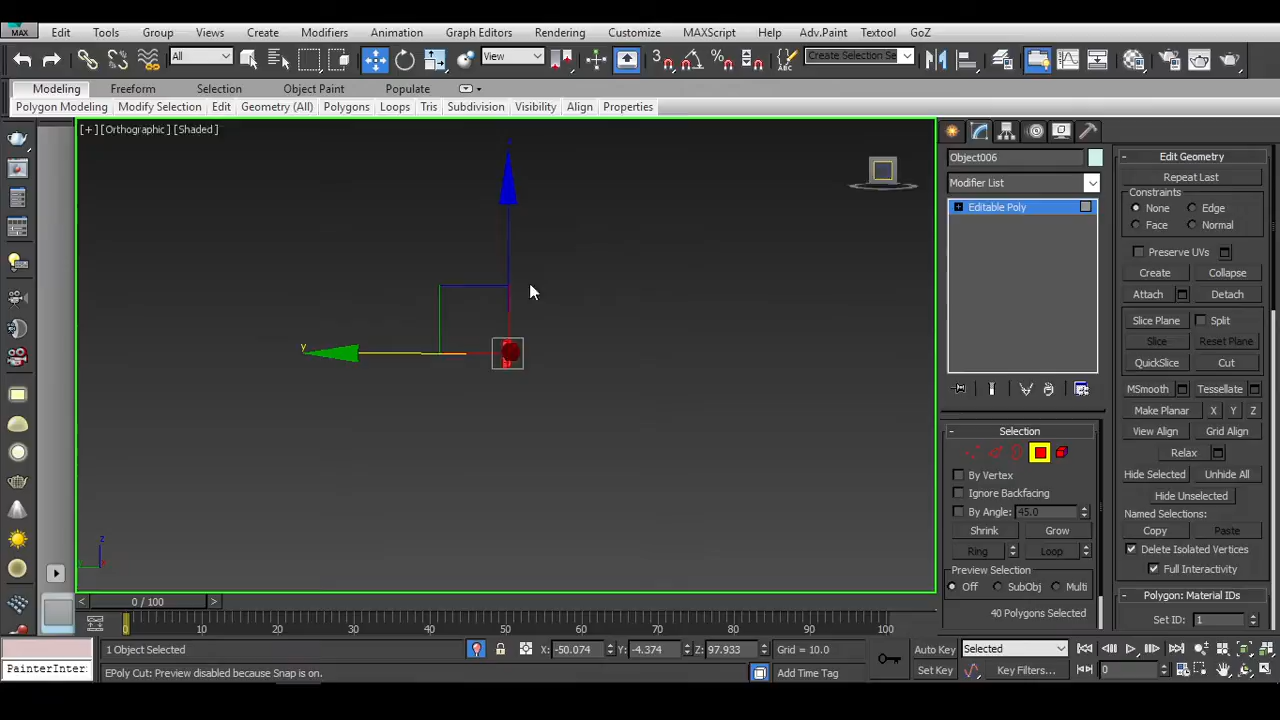 MAX Edit Tools Group Views Create Modifiers Animation Graph Editors Rendering Customize MAXScript Help Adv.Paint Textool GoZ
All View 3 Create Selection Se
Modeling Freeform Selection Object Paint Populate
Polygon Modeling Modify Selection Edit Geometry (All) Polygons Loops Tris Subdivision Visibility Align Properties
[+] [Orthographic] [Shaded]
y
z
Object006
Modifier List
Editable Poly
- Selection
By Vertex
Ignore Backfacing
By Angle: 45.0
Shrink Grow
Ring Loop
Preview Selection
Off SubObj Multi
40 Polygons Selected
- Edit Geometry
Repeat Last
Constraints
None Edge
Face Normal
Preserve UVs
Create Collapse
Attach Detach
Slice Plane Split
Slice Reset Plane
QuickSlice Cut
MSmooth Tessellate
Make Planar X Y Z
View Align Grid Align
Relax
Hide Selected Unhide All
Hide Unselected
Named Selections:
Copy Paste
Delete Isolated Vertices
Full Interactivity
- Polygon: Material IDs
Set ID: 1
< 0 / 100 >
0 10 20 30 40 50 60 70 80 90 100
1 Object Selected X: -50.074 Y: -4.374 Z: 97.933 Grid = 10.0 Auto Key Selected
PainterInter EPoly Cut: Preview disabled because Snap is on. Add Time Tag Set Key Key Filters... 0